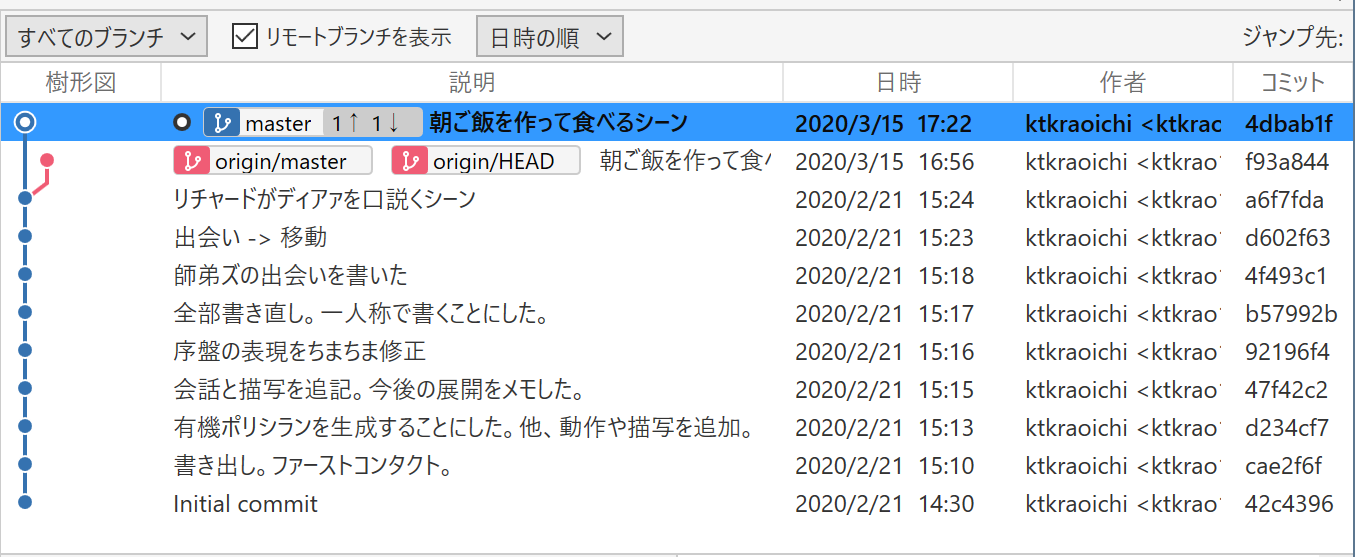 すべてのブランチ リモートブランチを表示 日時の順 ジャンプ先:
樹形図 説明 日時 作者 コミット
master 1↑ 1↓ 朝ご飯を作って食べるシーン 2020/3/15 17:22 ktkraoichi <ktkrac 4dbab1f
origin/master origin/HEAD 朝ご飯を作って食べ 2020/3/15 16:56 ktkraoichi <ktkrao f93a844
リチャードがディアァを口説くシーン 2020/2/21 15:24 ktkraoichi <ktkrao a6f7fda
出会い -> 移動 2020/2/21 15:23 ktkraoichi <ktkrao d602f63
師弟ズの出会いを書いた 2020/2/21 15:18 ktkraoichi <ktkrao 4f493c1
全部書き直し。一人称で書くことにした。 2020/2/21 15:17 ktkraoichi <ktkrao b57992b
序盤の表現をちまちま修正 2020/2/21 15:16 ktkraoichi <ktkrao 92196f4
会話と描写を追記。今後の展開をメモした。 2020/2/21 15:15 ktkraoichi <ktkrao 47f42c2
有機ポリシランを生成することにした。他、動作や描写を追加。 2020/2/21 15:13 ktkraoichi <ktkrao d234cf7
書き出し。ファーストコンタクト。 2020/2/21 15:10 ktkraoichi <ktkrao cae2f6f
Initial commit 2020/2/21 14:30 ktkraoichi <ktkrao 42c4396